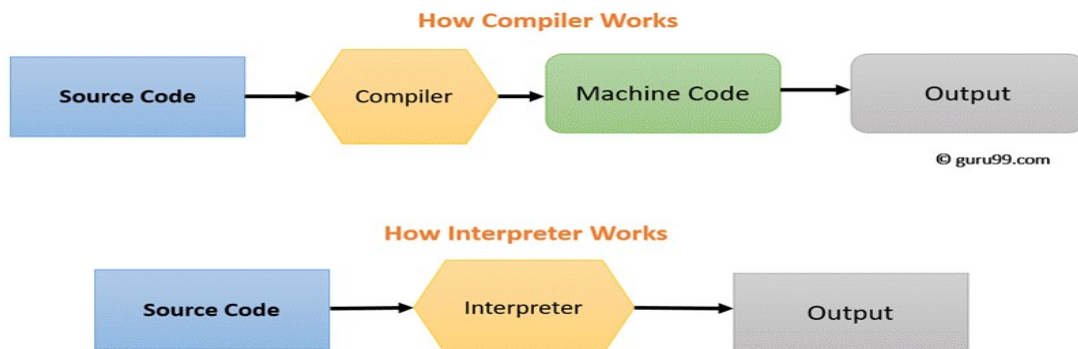 How Compiler Works
Source Code
Compiler
Machine Code
Output
© guru99.com
How Interpreter Works
Source Code
Interpreter
Output